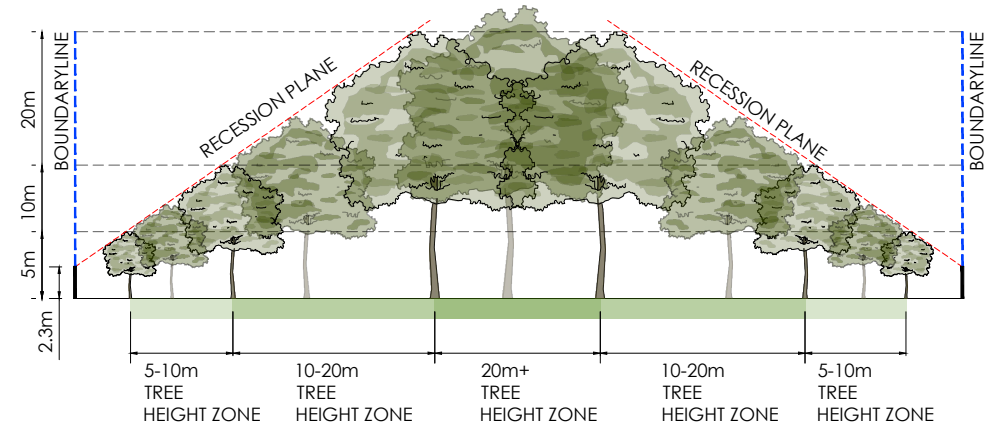 BOUNDARYLINE
RECESSION PLANE
RECESSION PLANE
BOUNDARYLINE
20m
10m
5m
2.3m
5-10m
TREE
HEIGHT ZONE
10-20m
TREE
HEIGHT ZONE
20m+
TREE
HEIGHT ZONE
10-20m
TREE
HEIGHT ZONE
5-10m
TREE
HEIGHT ZONE